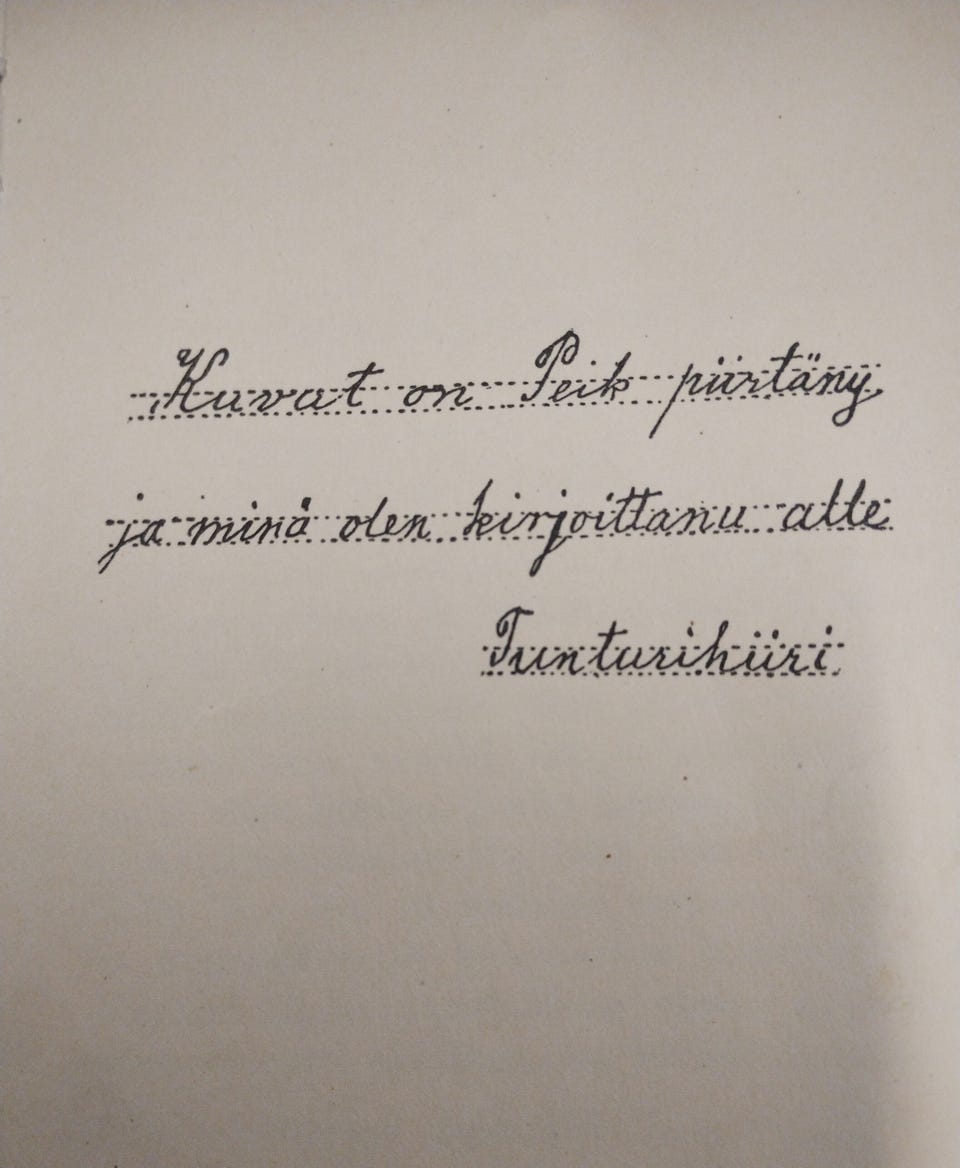 Kuvat on Peik piirtäny
ja minä olen kirjoittanu alle
Tunturihiiri